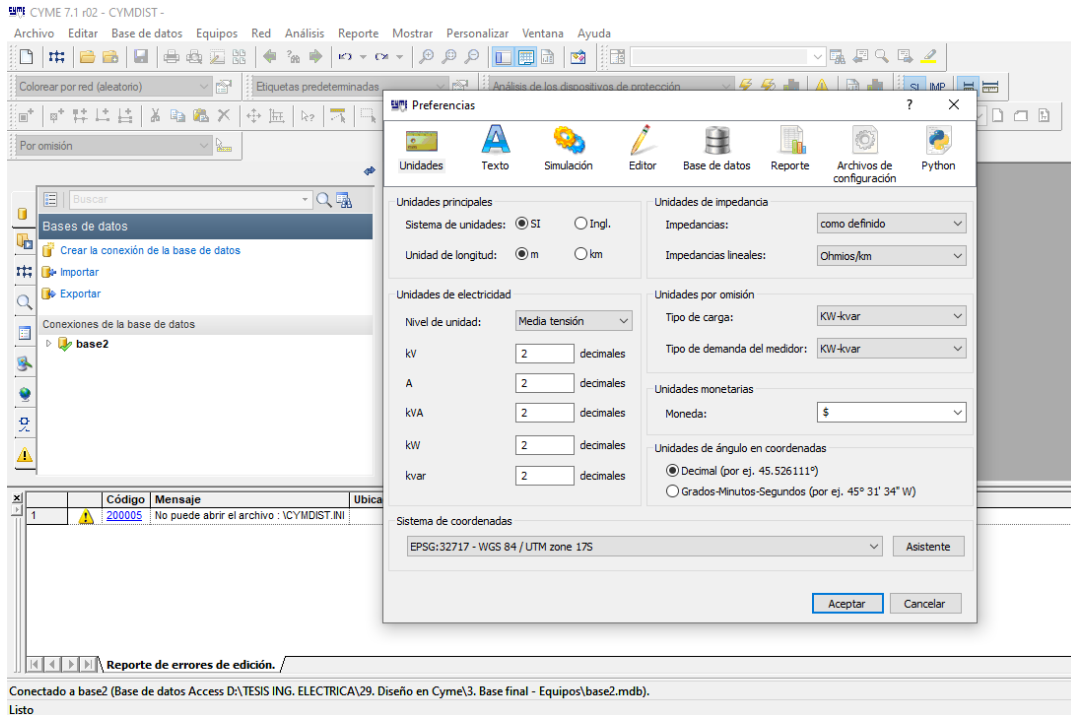 CYME 7.1 r02 - CYMDIST -
Archivo Editar Base de datos Equipos Red Análisis Reporte Mostrar Personalizar Ventana Ayuda
Colorear por red (aleatorio) Etiquetas predeterminadas Análisis de los dispositivos de protección SI IMP
Por omisión
Buscar
Bases de datos
Crear la conexión de la base de datos
Importar
Exportar
Conexiones de la base de datos
base2
Preferencias
Unidades Texto Simulación Editor Base de datos Reporte Archivos de configuración Python
Unidades principales
Sistema de unidades: SI Ingl.
Unidad de longitud: m km
Unidades de impedancia
Impedancias: como definido
Impedancias lineales: Ohmios/km
Unidades de electricidad
Nivel de unidad: Media tensión
kV 2 decimales
A 2 decimales
kVA 2 decimales
kW 2 decimales
kvar 2 decimales
Unidades por omisión
Tipo de carga: KW-kvar
Tipo de demanda del medidor: KW-kvar
Unidades monetarias
Moneda: $
Unidades de ángulo en coordenadas
Decimal (por ej. 45.526111º)
Grados-Minutos-Segundos (por ej. 45º 31' 34" W)
Sistema de coordenadas
EPSG:32717 - WGS 84 / UTM zone 17S Asistente
Aceptar Cancelar
Código Mensaje Ubica
1 200005 No puede abrir el archivo : \CYMDIST.INI
Reporte de errores de edición.
Conectado a base2 (Base de datos Access D:\TESIS ING. ELECTRICA\29. Diseño en Cyme\3. Base final - Equipos\base2.mdb).
Listo